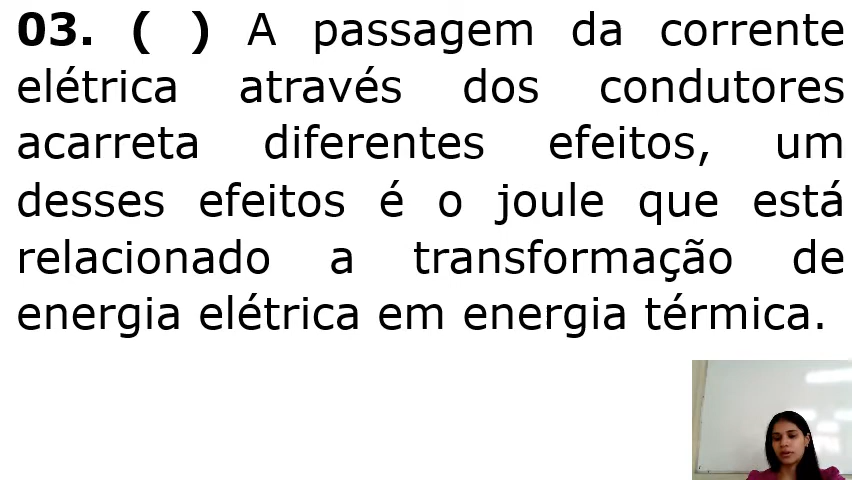 03. ( ) A passagem da corrente
elétrica através dos condutores
acarreta diferentes efeitos, um
desses efeitos é o joule que está
relacionado a transformação de
energia elétrica em energia térmica.